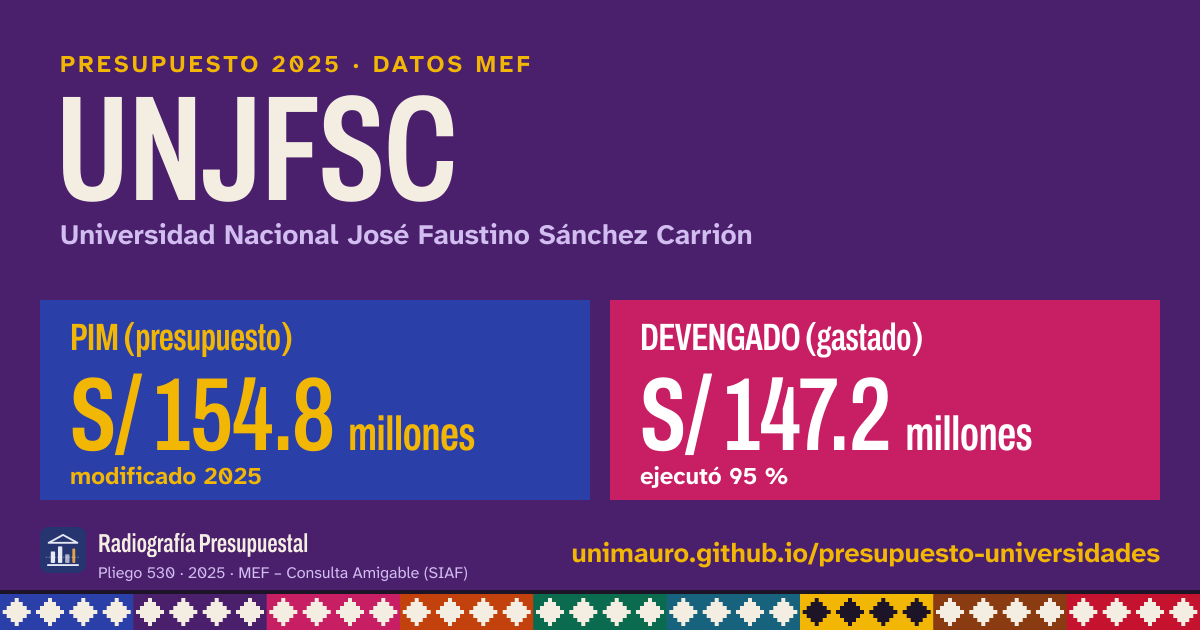 PRESUPUESTO 2025 · DATOS MEF
UNJFSC
Universidad Nacional José Faustino Sánchez Carrión
PIM (presupuesto)
S/ 154.8 millones
modificado 2025
DEVENGADO (gastado)
S/ 147.2 millones
ejecutó 95 %
Radiografía Presupuestal
Pliego 530 · 2025 · MEF – Consulta Amigable (SIAF)
unimauro.github.io/presupuesto-universidades